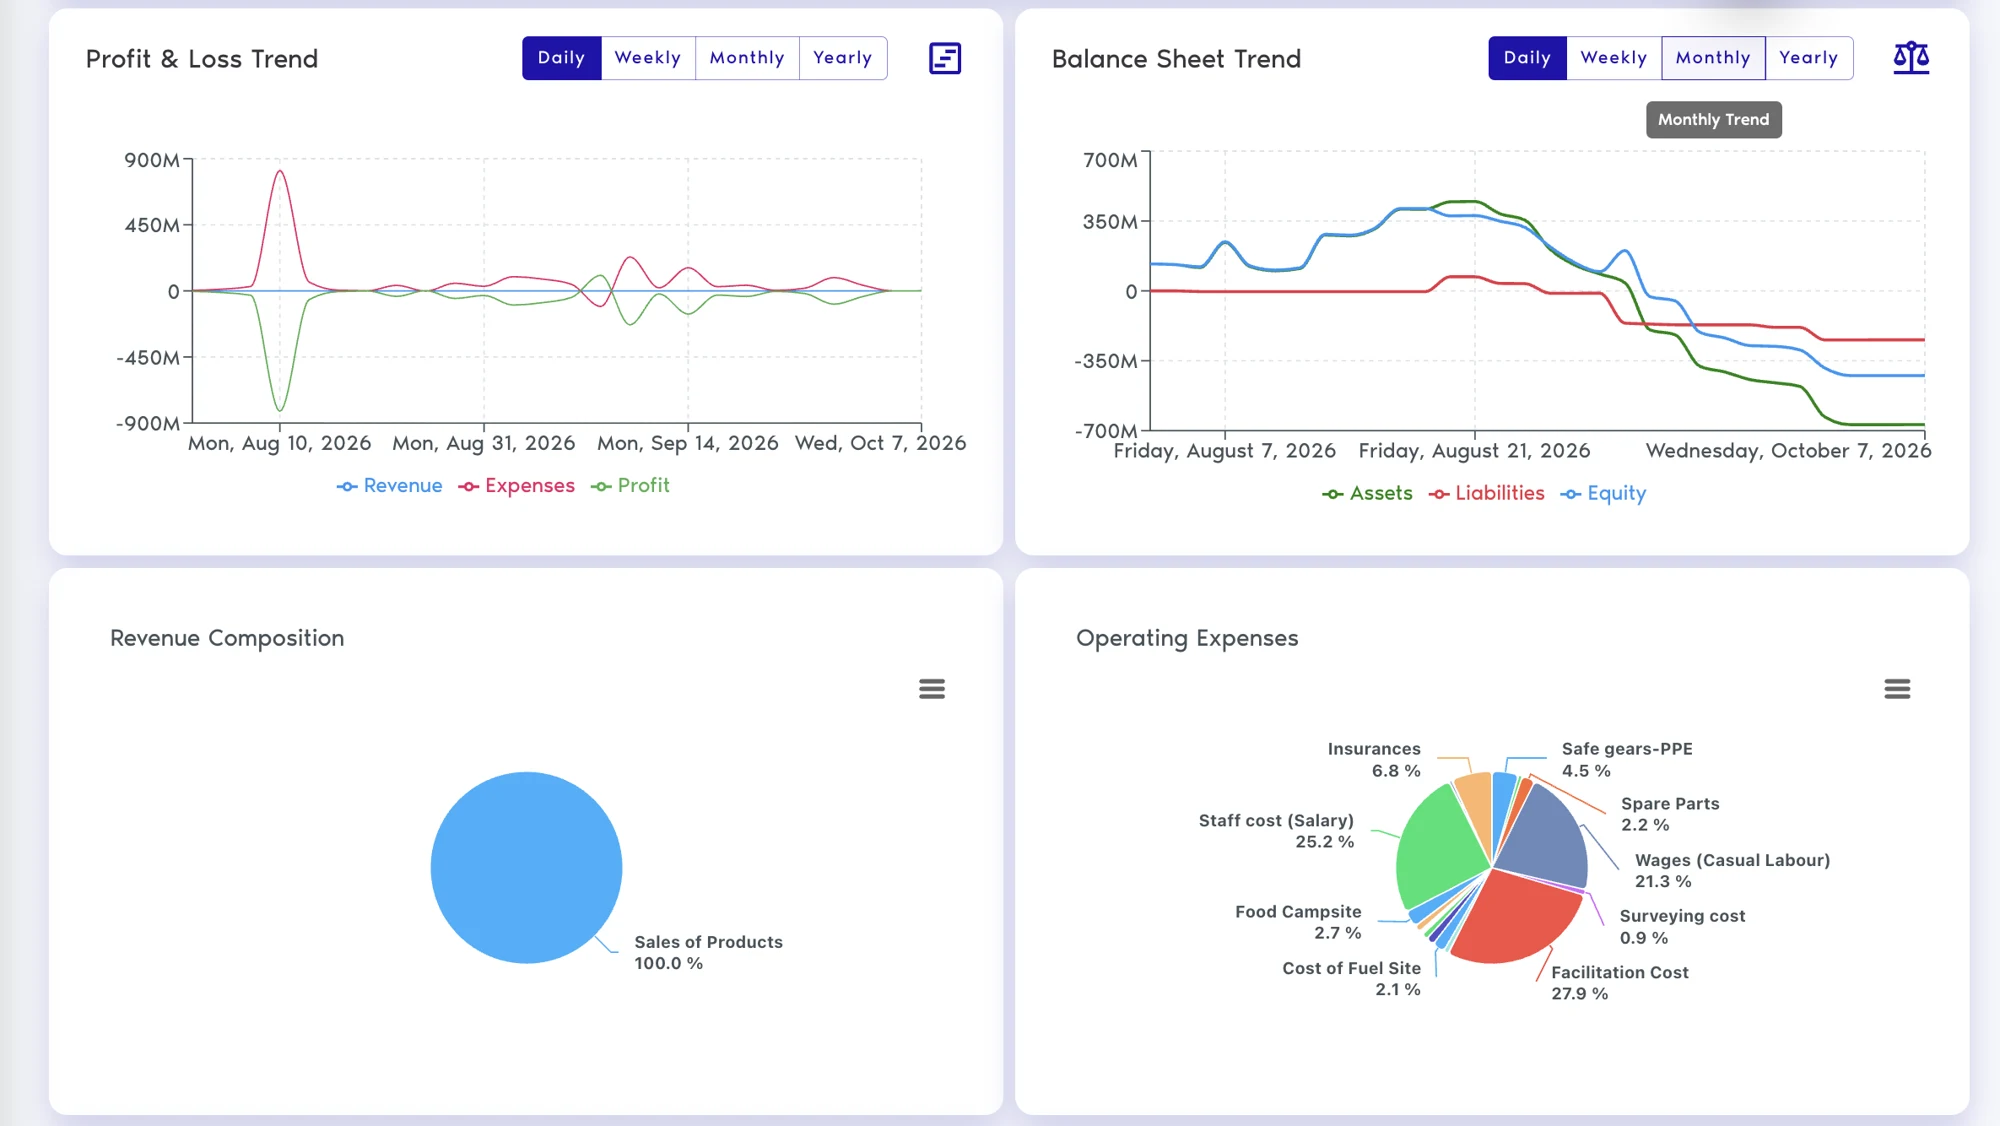 Profit & Loss Trend
Daily Weekly Monthly Yearly
900M
450M
0
-450M
-900M
Mon, Aug 10, 2026 Mon, Aug 31, 2026 Mon, Sep 14, 2026 Wed, Oct 7, 2026
Revenue Expenses Profit
Balance Sheet Trend
Daily Weekly Monthly Yearly
Monthly Trend
700M
350M
0
-350M
-700M
Friday, August 7, 2026 Friday, August 21, 2026 Wednesday, October 7, 2026
Assets Liabilities Equity
Revenue Composition
Sales of Products
100.0 %
Operating Expenses
Safe gears-PPE
4.5 %
Spare Parts
2.2 %
Wages (Casual Labour)
21.3 %
Surveying cost
0.9 %
Facilitation Cost
27.9 %
Cost of Fuel Site
2.1 %
Food Campsite
2.7 %
Staff cost (Salary)
25.2 %
Insurances
6.8 %